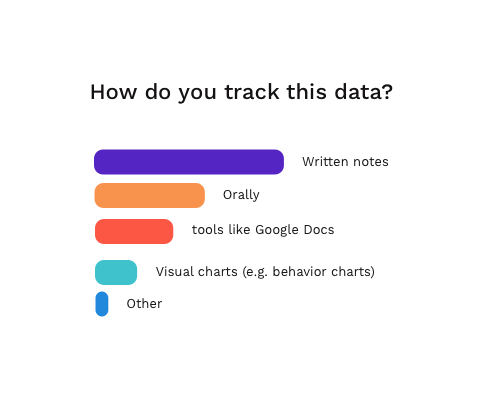 How do you track this data?
Written notes
Orally
tools like Google Docs
Visual charts (e.g. behavior charts)
Other